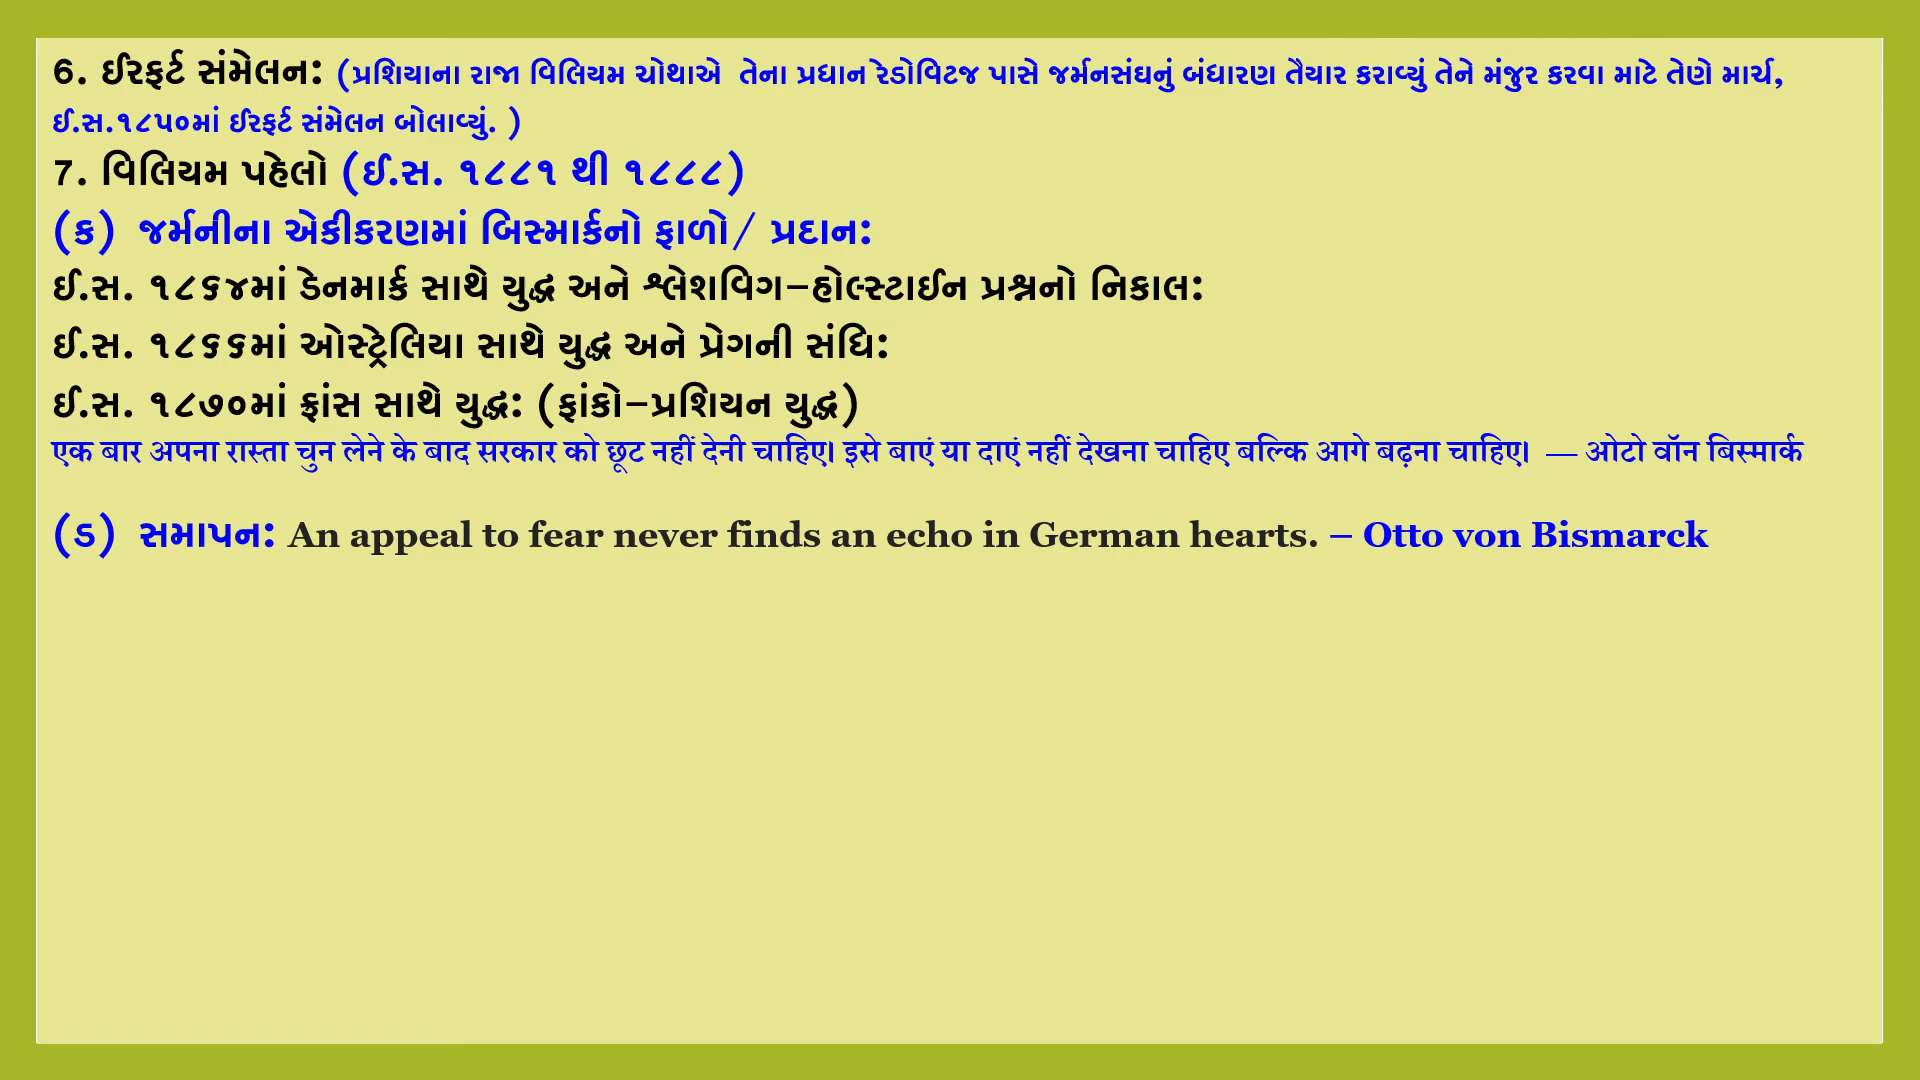 6. ઈરફર્ટ સંમેલન: (પ્રશિયાના રાજા વિલિયમ ચોથાએ તેના પ્રધાન રેડોવિટજ પાસે જર્મનસંઘનું બંધારણ તૈયાર કરાવ્યું તેને મંજુર કરવા માટે તેણે માર્ચ,
ઈ.સ.૧૮૫૦માં ઈરફર્ટ સંમેલન બોલાવ્યું. )
7. વિલિયમ પહેલો (ઈ.સ. ૧૮૮૧ થી ૧૮૮૮)
(ક) જર્મનીના એકીકરણમાં બિસ્માર્કનો ફાળો/ પ્રદાન:
ઈ.સ. ૧૮૬૪માં ડેનમાર્ક સાથે યુદ્ધ અને શ્લેશવિગ–હોલ્સ્ટાઈન પ્રશ્નનો નિકાલ:
ઈ.સ. ૧૮૬૬માં ઓસ્ટ્રેલિયા સાથે યુદ્ધ અને પ્રેગની સંધિ:
ઈ.સ. ૧૮૭૦માં ફ્રાંસ સાથે યુદ્ધ: (ફાંકો–પ્રશિયન યુદ્ધ)
एक बार अपना रास्ता चुन लेने के बाद सरकार को छूट नहीं देनी चाहिए। इसे बाएं या दाएं नहीं देखना चाहिए बल्कि आगे बढ़ना चाहिए। — ओटो वॉन बिस्मार्क
(ડ) સમાપન: An appeal to fear never finds an echo in German hearts. – Otto von Bismarck